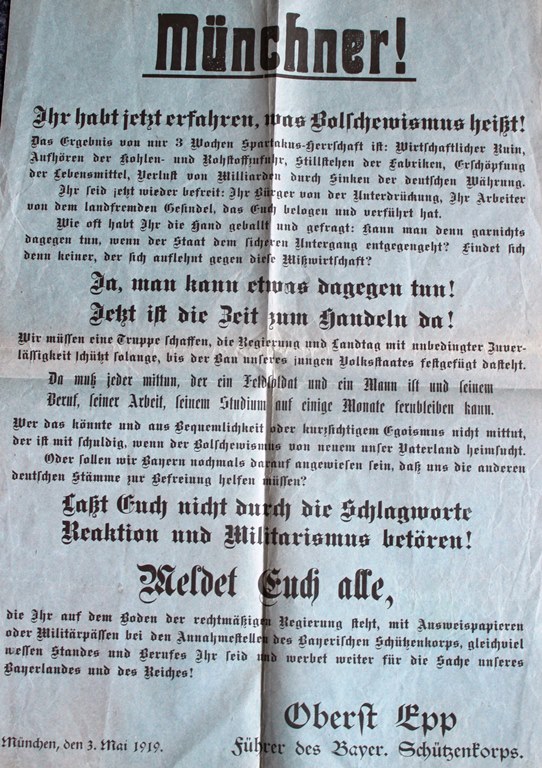 Münchner!
Ihr habt jetzt erfahren, was Bolschewismus heißt!
Das Ergebnis von nur 3 Wochen Spartakus-Herrschaft ist: Wirtschaftlicher Ruin,
Aufhören der Kohlen- und Rohstoffzufuhr, Stillstehen der Fabriken, Erschöpfung
der Lebensmittel, Verlust von Milliarden durch Sinken der deutschen Währung.
Ihr seid jetzt wieder befreit: Ihr Bürger von der Unterdrückung, Ihr Arbeiter
von dem landfremden Gesindel, das Euch belogen und verführt hat.
Wie oft habt Ihr die Hand geballt und gefragt: Kann man denn garnichts
dagegen tun, wenn der Staat dem sicheren Untergang entgegengeht? Findet sich
denn keiner, der sich auflehnt gegen diese Mißwirtschaft?
Ja, man kann etwas dagegen tun!
Jetzt ist die Zeit zum Handeln da!
Wir müssen eine Truppe schaffen, die Regierung und Landtag mit unbedingter Zuver-
lässigkeit schützt solange, bis der Bau unseres jungen Volksstaates festgefügt dasteht.
Da muß jeder mittun, der ein Feldsoldat und ein Mann ist und seinem
Beruf, seiner Arbeit, seinem Studium auf einige Monate fernbleiben kann.
Wer das könnte und aus Bequemlichkeit oder kurzsichtigem Egoismus nicht mittut,
der ist mit schuldig, wenn der Bolschewismus von neuem unser Vaterland heimsucht.
Oder sollen wir Bayern nochmals darauf angewiesen sein, daß uns die anderen
deutschen Stämme zur Befreiung helfen müssen?
Laßt Euch nicht durch die Schlagworte
Reaktion und Militarismus betören!
Meldet Euch alle,
die Ihr auf dem Boden der rechtmäßigen Regierung steht, mit Ausweispapieren
oder Militärpässen bei den Annahmestellen des Bayerischen Schützenkorps, gleichviel
wessen Standes und Berufes Ihr seid und werbet weiter für die Sache unseres
Bayerlandes und des Reiches!
Oberst Epp
München, den 3. Mai 1919. Führer des Bayer. Schützenkorps.